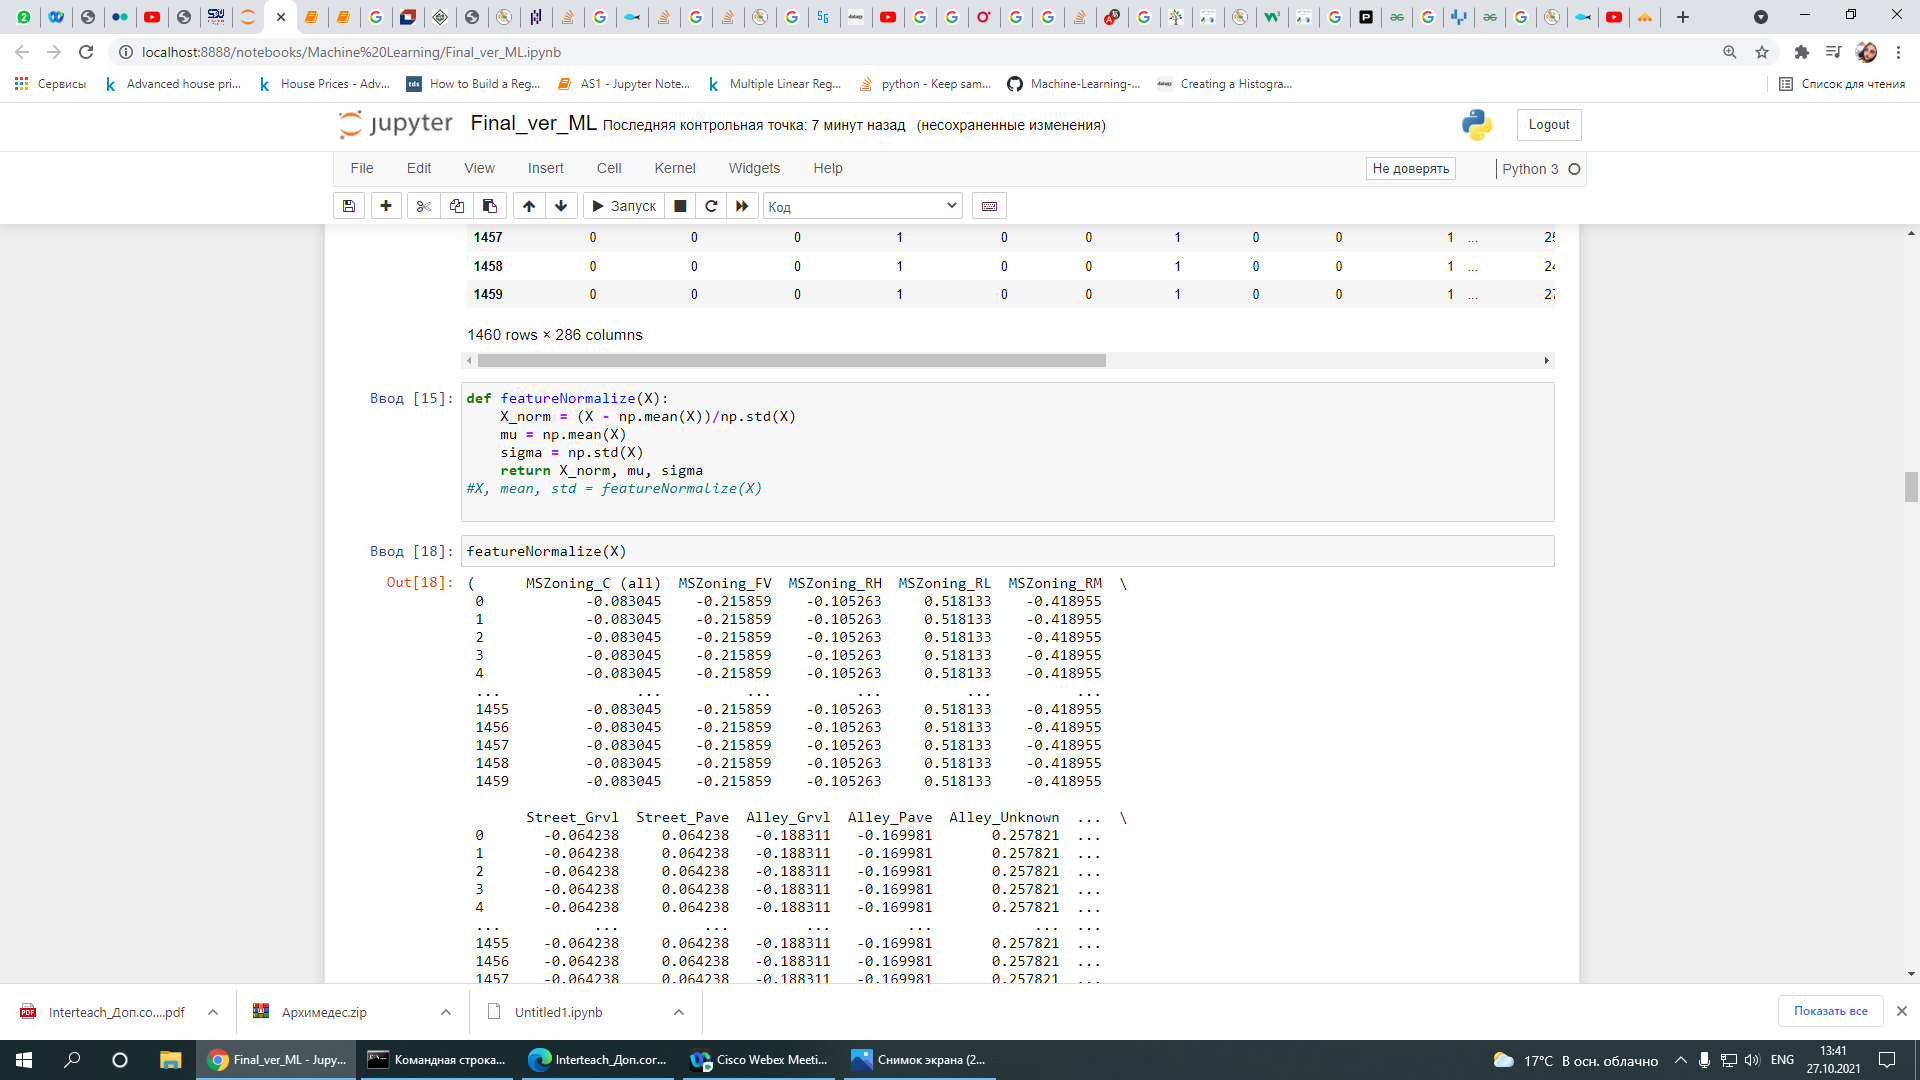 localhost:8888/notebooks/Machine%20Learning/Final_ver_ML.ipynb
Сервисы
Advanced house pri...
House Prices - Adv...
How to Build a Reg...
AS1 - Jupyter Note...
Multiple Linear Reg...
python - Keep sam...
Machine-Learning-...
Creating a Histogra...
Список для чтения
jupyter Final_ver_ML Последняя контрольная точка: 7 минут назад (несохраненные изменения)
Logout
File Edit View Insert Cell Kernel Widgets Help
Не доверять
Python 3
Запуск
Код
1457 0 0 0 1 0 0 1 0 0 1 ... 25
1458 0 0 0 1 0 0 1 0 0 1 ... 24
1459 0 0 0 1 0 0 1 0 0 1 ... 27
1460 rows × 286 columns
Ввод [15]:
def featureNormalize(X):
X_norm = (X - np.mean(X))/np.std(X)
mu = np.mean(X)
sigma = np.std(X)
return X_norm, mu, sigma
#X, mean, std = featureNormalize(X)
Ввод [18]:
featureNormalize(X)
Out[18]:
( MSZoning_C (all) MSZoning_FV MSZoning_RH MSZoning_RL MSZoning_RM \
0 -0.083045 -0.215859 -0.105263 0.518133 -0.418955
1 -0.083045 -0.215859 -0.105263 0.518133 -0.418955
2 -0.083045 -0.215859 -0.105263 0.518133 -0.418955
3 -0.083045 -0.215859 -0.105263 0.518133 -0.418955
4 -0.083045 -0.215859 -0.105263 0.518133 -0.418955
... ... ... ... ... ...
1455 -0.083045 -0.215859 -0.105263 0.518133 -0.418955
1456 -0.083045 -0.215859 -0.105263 0.518133 -0.418955
1457 -0.083045 -0.215859 -0.105263 0.518133 -0.418955
1458 -0.083045 -0.215859 -0.105263 0.518133 -0.418955
1459 -0.083045 -0.215859 -0.105263 0.518133 -0.418955
Street_Grvl Street_Pave Alley_Grvl Alley_Pave Alley_Unknown ... \
0 -0.064238 0.064238 -0.188311 -0.169981 0.257821 ...
1 -0.064238 0.064238 -0.188311 -0.169981 0.257821 ...
2 -0.064238 0.064238 -0.188311 -0.169981 0.257821 ...
3 -0.064238 0.064238 -0.188311 -0.169981 0.257821 ...
4 -0.064238 0.064238 -0.188311 -0.169981 0.257821 ...
... ... ... ... ... ... ...
1455 -0.064238 0.064238 -0.188311 -0.169981 0.257821 ...
1456 -0.064238 0.064238 -0.188311 -0.169981 0.257821 ...
1457 -0.064238 0.064238 -0.188311 -0.169981 0.257821 ...
Interteach_Доп.со....pdf
Архимедес.zip
Untitled1.ipynb
Показать все
Final_ver_ML - Jupy...
Командная строка...
Interteach_Доп.сог...
Cisco Webex Meeti...
Снимок экрана (2...
17°C В осн. облачно
ENG
13:41
27.10.2021